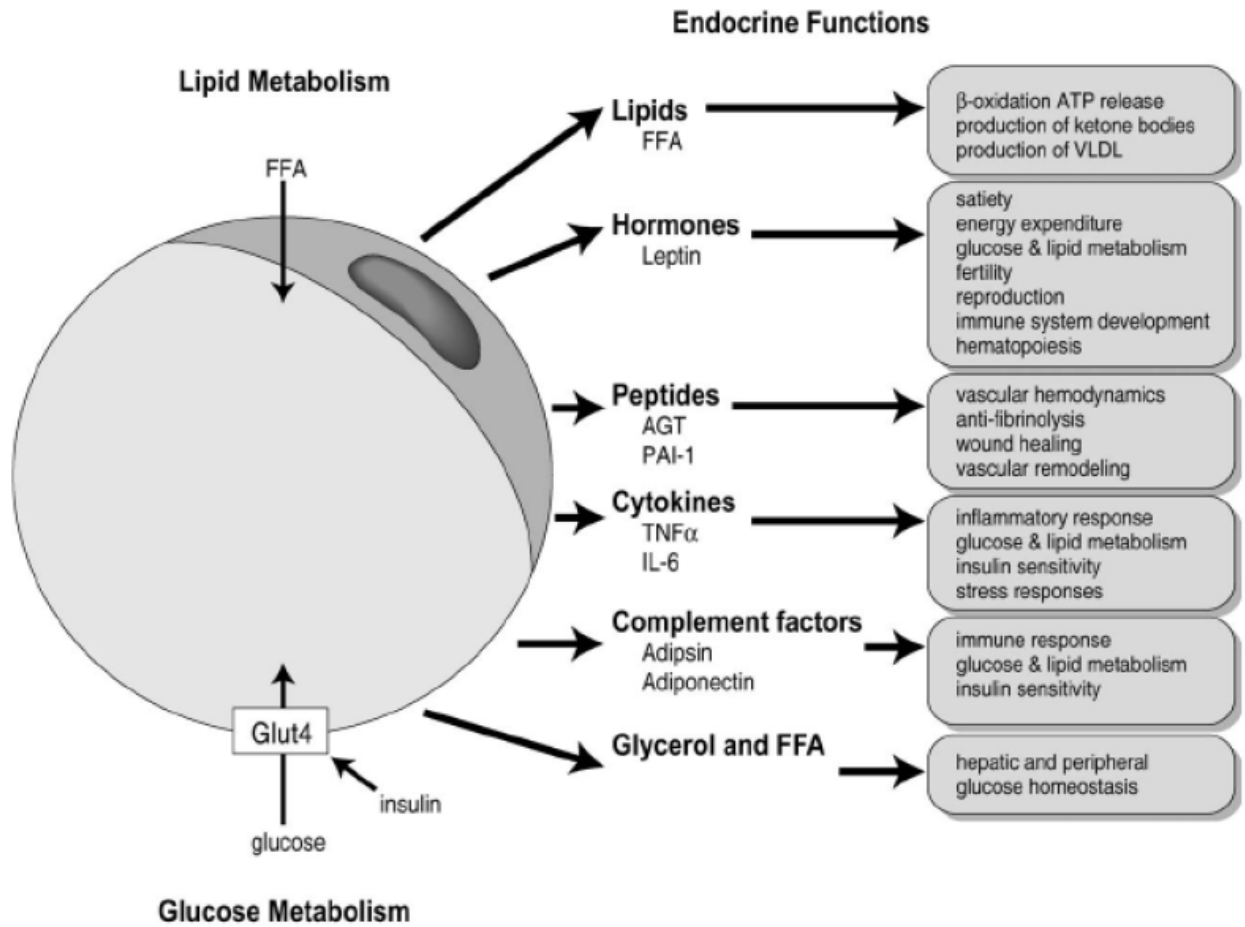 Endocrine Functions
Lipid Metabolism
FFA
Glut4
insulin
glucose
Glucose Metabolism
Lipids
FFA
β-oxidation ATP release
production of ketone bodies
production of VLDL
Hormones
Leptin
satiety
energy expenditure
glucose & lipid metabolism
fertility
reproduction
immune system development
hematopoiesis
Peptides
AGT
PAI-1
vascular hemodynamics
anti-fibrinolysis
wound healing
vascular remodeling
Cytokines
TNFα
IL-6
inflammatory response
glucose & lipid metabolism
insulin sensitivity
stress responses
Complement factors
Adipsin
Adiponectin
immune response
glucose & lipid metabolism
insulin sensitivity
Glycerol and FFA
hepatic and peripheral
glucose homeostasis